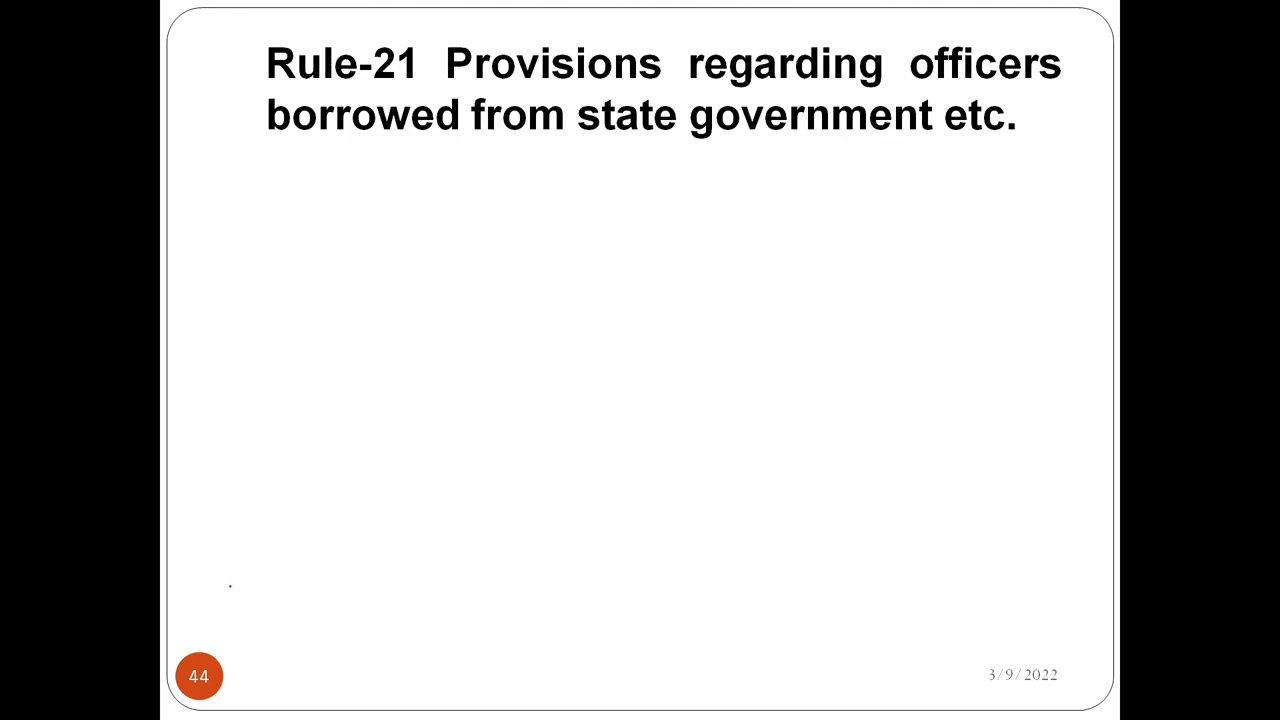 Rule-21 Provisions regarding officers
borrowed from state government etc.
44
3/9/2022